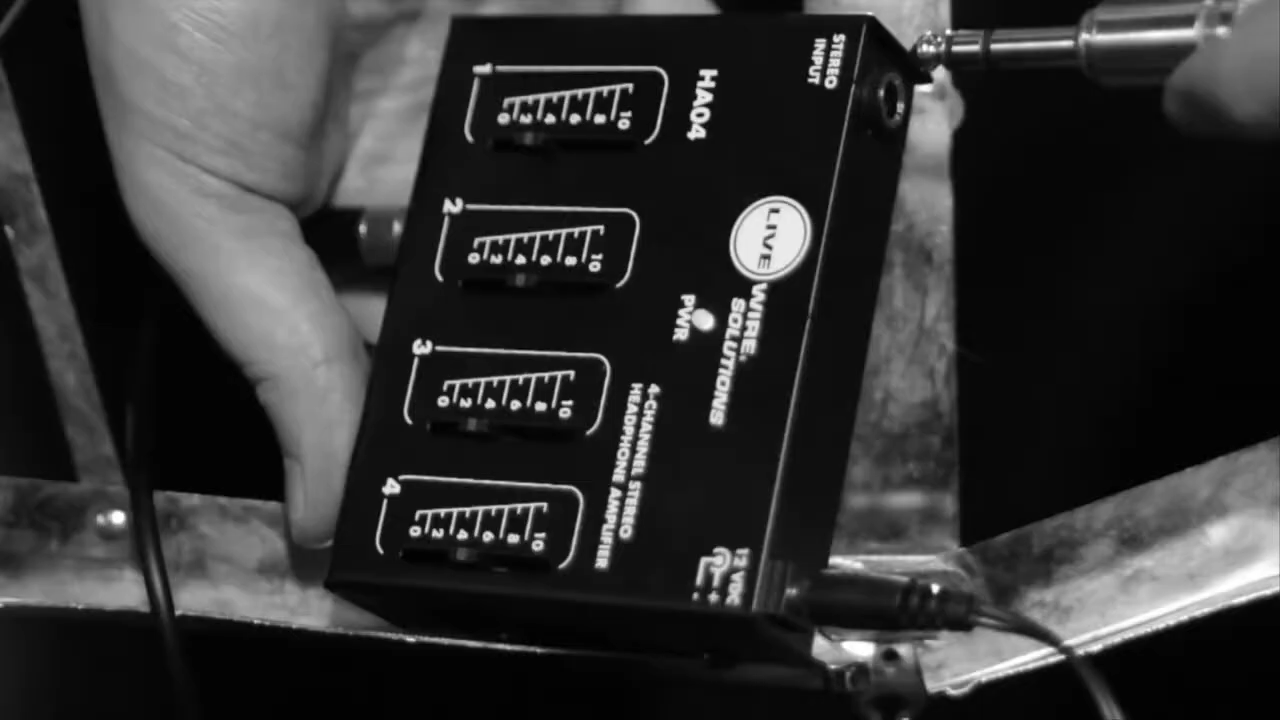 STEREO
INPUT
HA04
LIVE WIRE
SOLUTIONS
PWR
4-CHANNEL STEREO
HEADPHONE AMPLIFIER
12 VDC
1
0 2 4 6 8 10
2
0 2 4 6 8 10
3
0 2 4 6 8 10
4
0 2 4 6 8 10